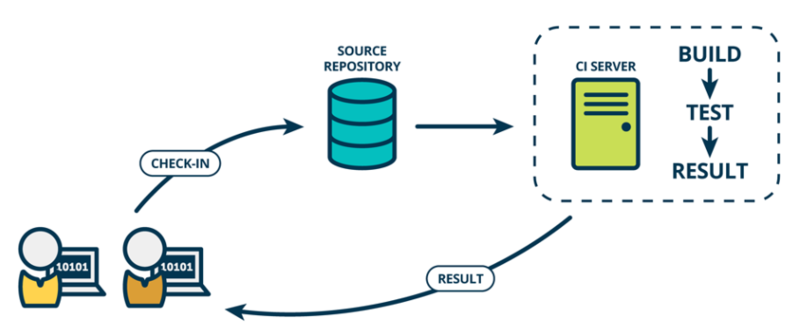 SOURCE
REPOSITORY
CI SERVER
BUILD
TEST
RESULT
CHECK-IN
10101
10101
RESULT